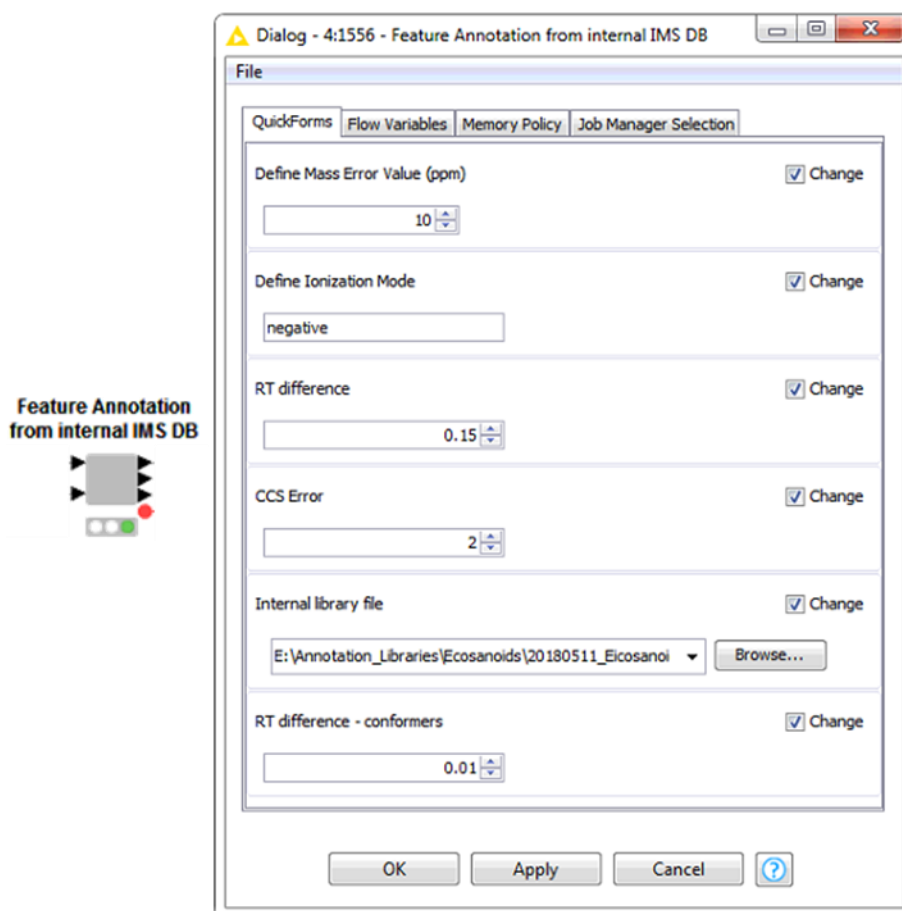 Dialog - 4:1556 - Feature Annotation from internal IMS DB
File
QuickForms Flow Variables Memory Policy Job Manager Selection
Define Mass Error Value (ppm) Change
10
Define Ionization Mode Change
negative
RT difference Change
0.15
Feature Annotation
from internal IMS DB
CCS Error Change
2
Internal library file Change
E:\Annotation_Libraries\Ecosanoids\20180511_Eicosanoi Browse...
RT difference - conformers Change
0.01
OK Apply Cancel ?